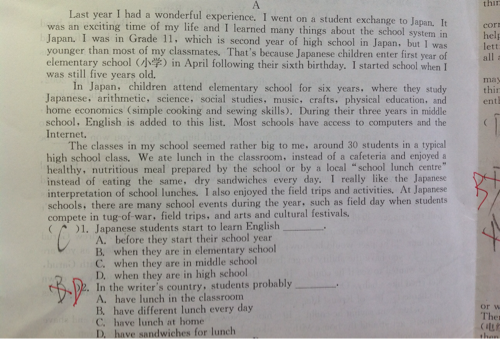 A
Last year I had a wonderful experience. I went on a student exchange to Japan. It
was an exciting time of my life and I learned many things about the school system in
Japan. I was in Grade 11, which is second year of high school in Japan, but I was
younger than most of my classmates. That's because Japanese children enter first year of
elementary school (小学) in April following their sixth birthday. I started school when I
was still five years old.
In Japan, children attend elementary school for six years, where they study
Japanese, arithmetic, science, social studies, music, crafts, physical education, and
home economics (simple cooking and sewing skills). During their three years in middle
school, English is added to this list. Most schools have access to computers and the
Internet.
The classes in my school seemed rather big to me, around 30 students in a typical
high school class. We ate lunch in the classroom, instead of a cafeteria and enjoyed a
healthy, nutritious meal prepared by the school or by a local "school lunch centre"
instead of eating the same, dry sandwiches every day. I really like the Japanese
interpretation of school lunches. I also enjoyed the field trips and activities. At Japanese
schools, there are many school events during the year, such as field day when students
compete in tug-of-war, field trips, and arts and cultural festivals.
( C )1. Japanese students start to learn English ______.
A. before they start their school year
B. when they are in elementary school
C. when they are in middle school
D. when they are in high school
B D 2. In the writer's country, students probably ______.
A. have lunch in the classroom
B. have different lunch every day
C. have lunch at home
D. have sandwiches for lunch